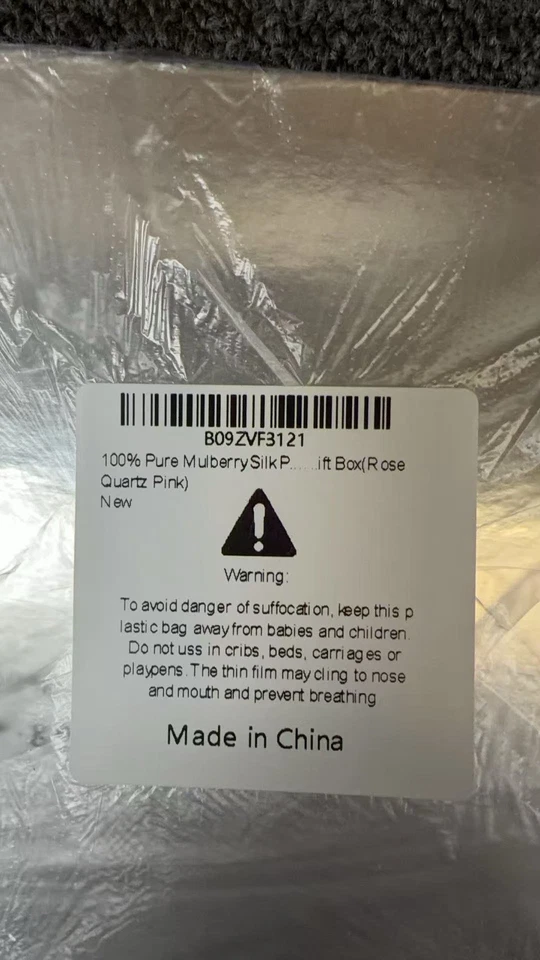 B09ZVF3121
100% Pure Mulberry Silk P.... .ift Box(Rose
Quartz Pink)
New
Warning:
To avoid danger of suffocation, keep this p
lastic bag away from babies and children.
Do not uss in cribs, beds, carriages or
playpens. The thin film may cling to nose
and mouth and prevent breathing
Made in China